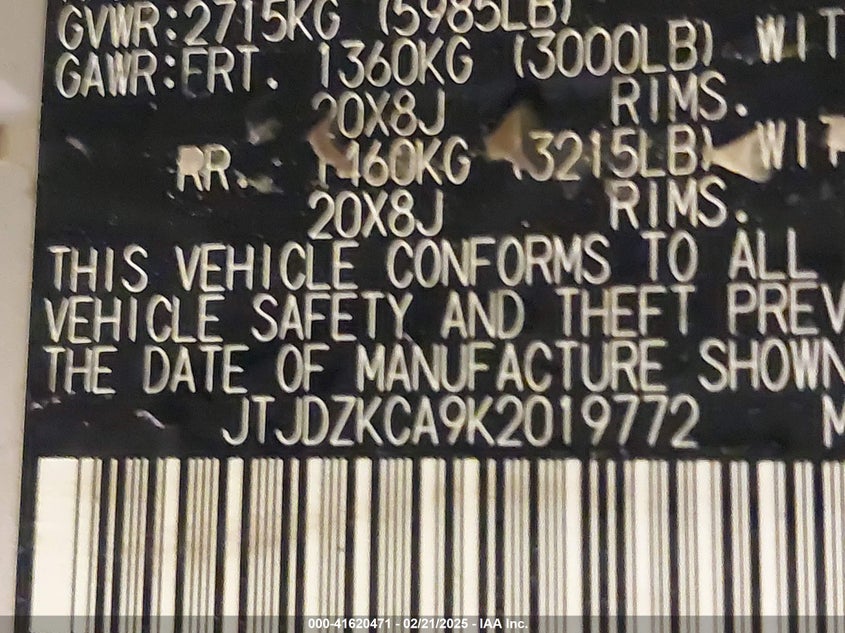 GVWR:2715KG (5985LB)
GAWR:FRT. 1360KG (3000LB) WIT
20X8J RIMS.
RR. 1460KG (3215LB) WIT
20X8J RIMS.
THIS VEHICLE CONFORMS TO ALL
VEHICLE SAFETY AND THEFT PREV
THE DATE OF MANUFACTURE SHOWN
JTJDZKCA9K2019772 M
000-41620471 - 02/21/2025 - IAA Inc.